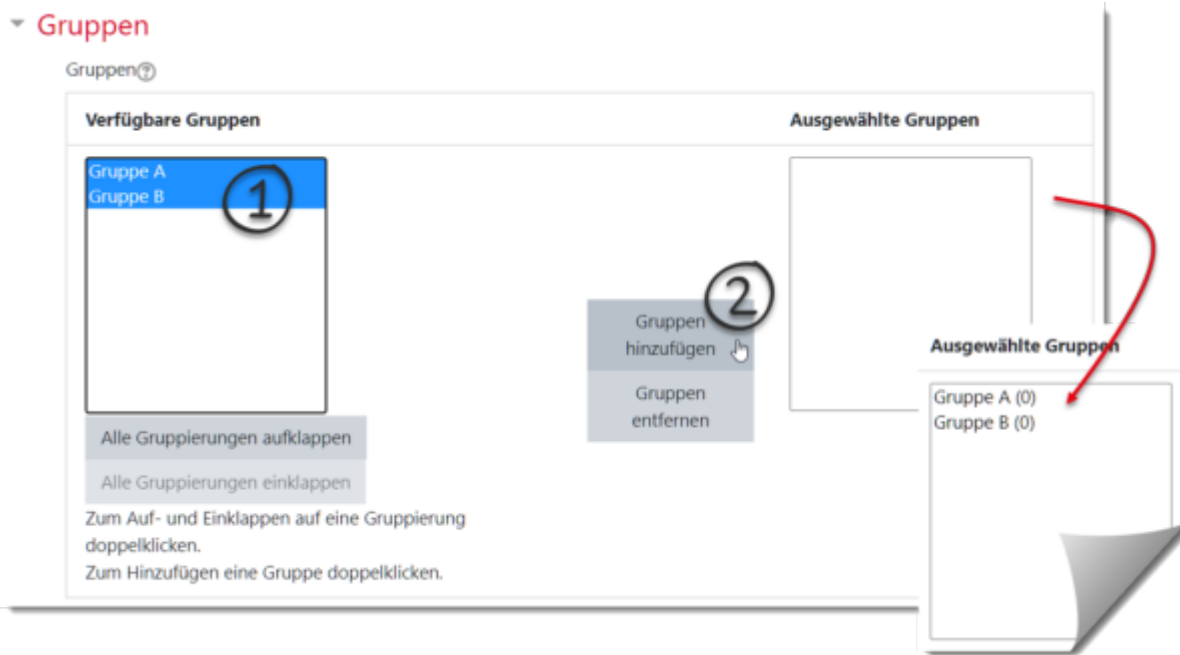 Gruppen
Gruppen?
Verfügbare Gruppen
Ausgewählte Gruppen
Gruppe A
Gruppe B
1
2
Gruppen
hinzufügen
Gruppen
entfernen
Ausgewählte Gruppen
Gruppe A (0)
Gruppe B (0)
Alle Gruppierungen aufklappen
Alle Gruppierungen einklappen
Zum Auf- und Einklappen auf eine Gruppierung
doppelklicken.
Zum Hinzufügen eine Gruppe doppelklicken.